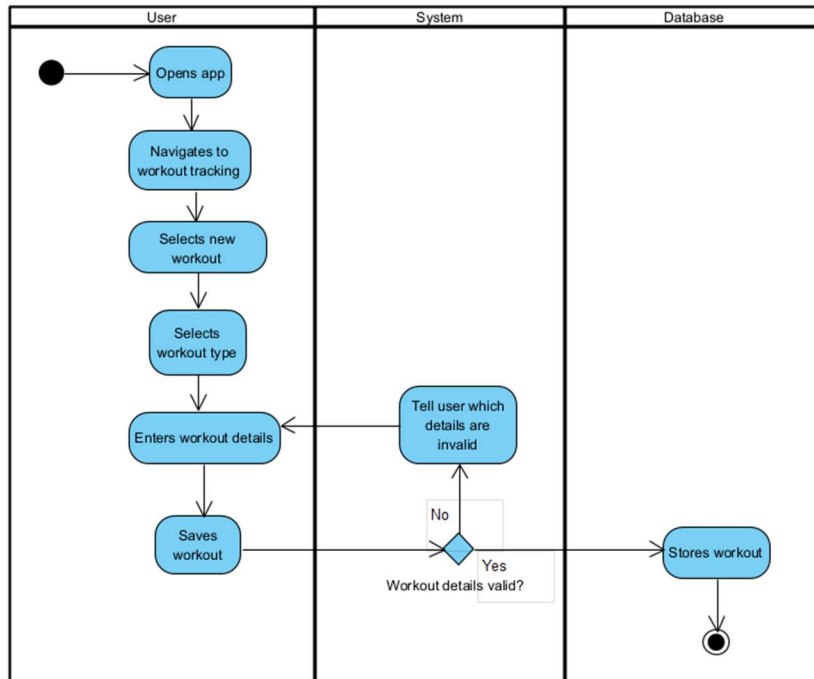 User
System
Database
Opens app
Navigates to
workout tracking
Selects new
workout
Selects
workout type
Tell user which
details are
invalid
Enters workout details
No
Saves
workout
Yes
Stores workout
Workout details valid?